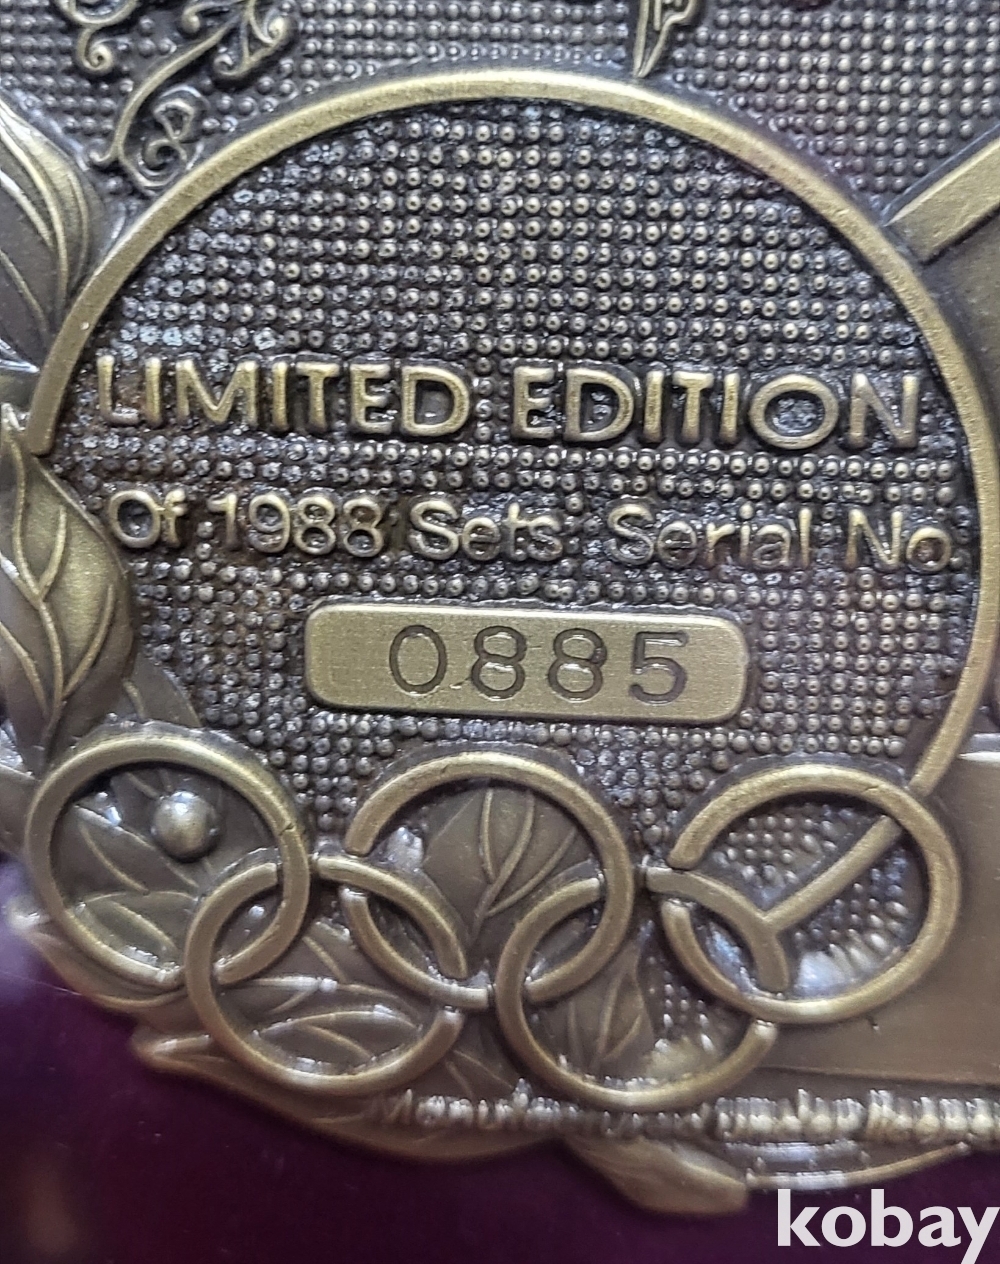 LIMITED EDITION
Of 1988 Sets Serial No.
0885
kobay